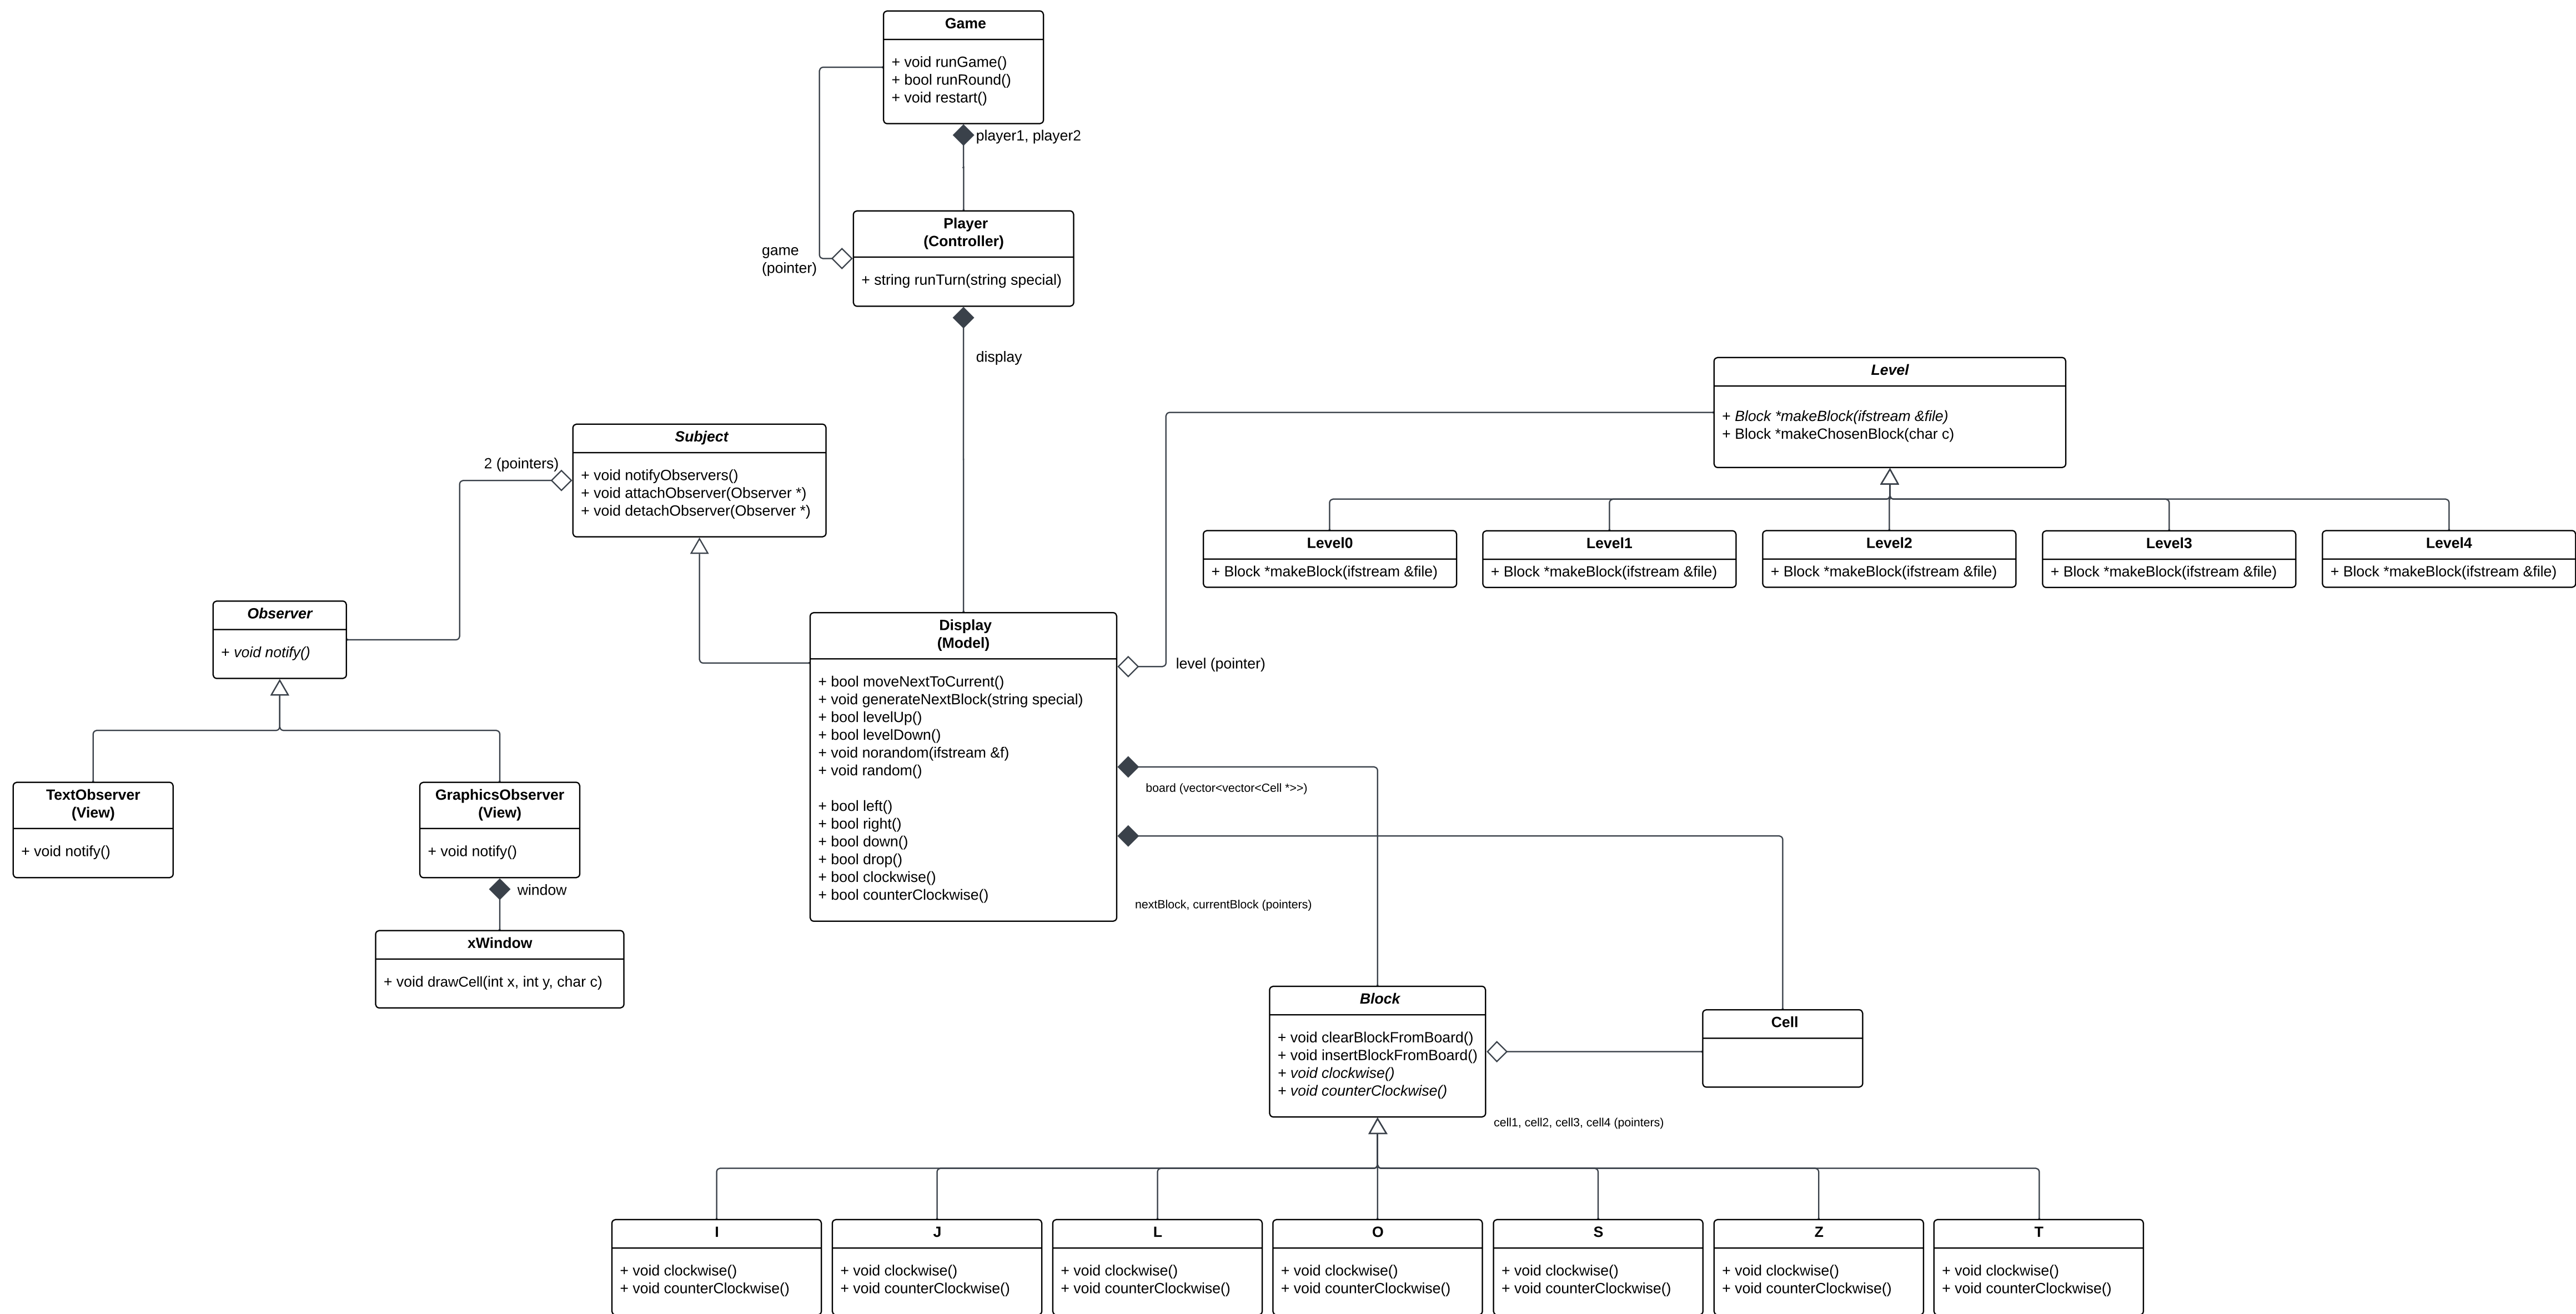 Game
+ void runGame()
+ bool runRound()
+ void restart()
player1, player2
Player
(Controller)
+ string runTurn(string special)
game
(pointer)
display
Level
+ Block *makeBlock(ifstream &file)
+ Block *makeChosenBlock(char c)
Subject
+ void notifyObservers()
+ void attachObserver(Observer *)
+ void detachObserver(Observer *)
2 (pointers)
Level0
+ Block *makeBlock(ifstream &file)
Level1
+ Block *makeBlock(ifstream &file)
Level2
+ Block *makeBlock(ifstream &file)
Level3
+ Block *makeBlock(ifstream &file)
Level4
+ Block *makeBlock(ifstream &file)
Observer
+ void notify()
Display
(Model)
+ bool moveNextToCurrent()
+ void generateNextBlock(string special)
+ bool levelUp()
+ bool levelDown()
+ void norandom(ifstream &f)
+ void random()
+ bool left()
+ bool right()
+ bool down()
+ bool drop()
+ bool clockwise()
+ bool counterClockwise()
level (pointer)
board (vector<vector<Cell *>>)
nextBlock, currentBlock (pointers)
TextObserver
(View)
+ void notify()
GraphicsObserver
(View)
+ void notify()
window
xWindow
+ void drawCell(int x, int y, char c)
Block
+ void clearBlockFromBoard()
+ void insertBlockFromBoard()
+ void clockwise()
+ void counterClockwise()
Cell
cell1, cell2, cell3, cell4 (pointers)
I
+ void clockwise()
+ void counterClockwise()
J
+ void clockwise()
+ void counterClockwise()
L
+ void clockwise()
+ void counterClockwise()
O
+ void clockwise()
+ void counterClockwise()
S
+ void clockwise()
+ void counterClockwise()
Z
+ void clockwise()
+ void counterClockwise()
T
+ void clockwise()
+ void counterClockwise()